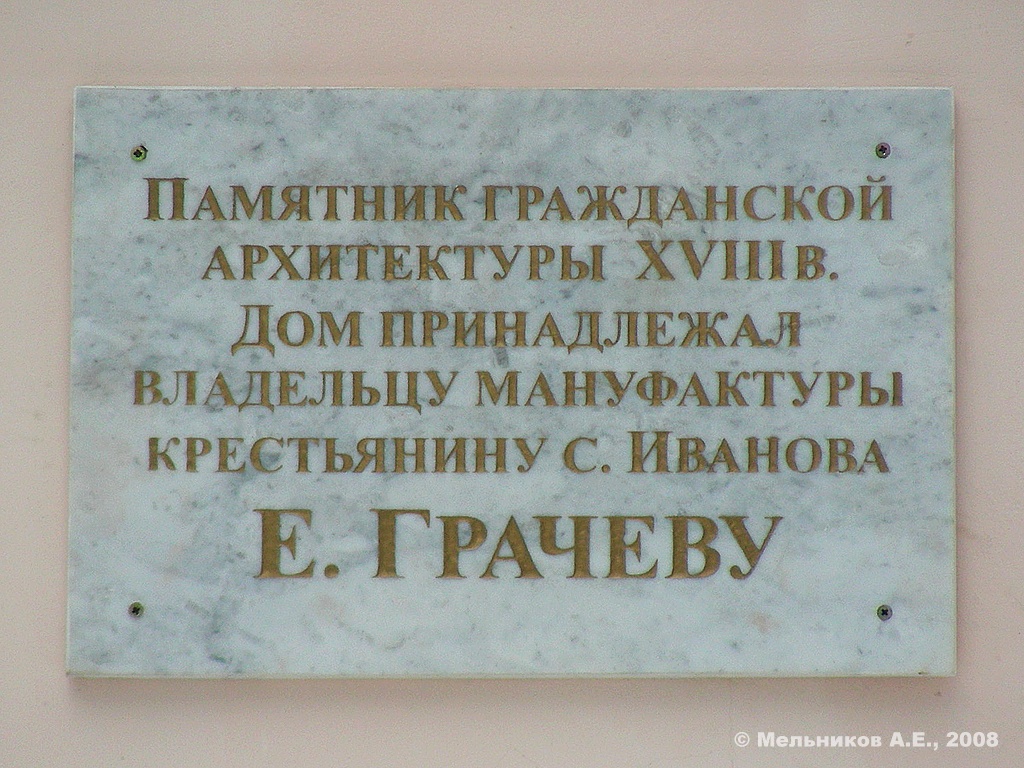 Памятник гражданской
архитектуры XVIII в.
Дом принадлежал
владельцу мануфактуры
крестьянину с. Иванова
Е. Грачеву
© Мельников А.Е., 2008